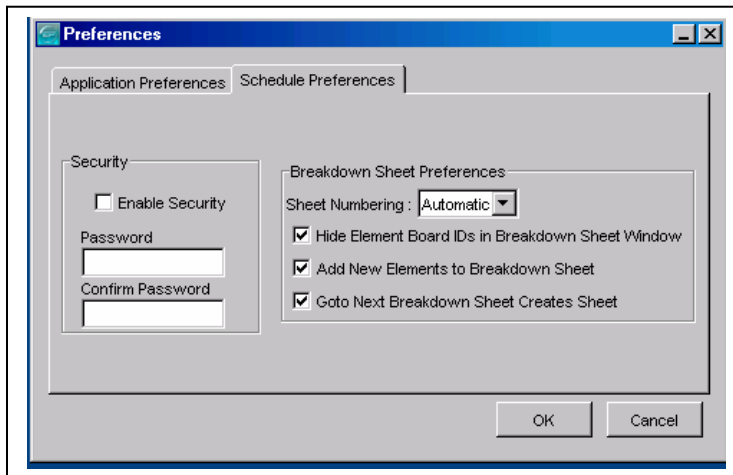 Preferences
Application Preferences
Schedule Preferences
Security
Enable Security
Password
Confirm Password
Breakdown Sheet Preferences
Sheet Numbering : Automatic
Hide Element Board IDs in Breakdown Sheet Window
Add New Elements to Breakdown Sheet
Goto Next Breakdown Sheet Creates Sheet
OK
Cancel